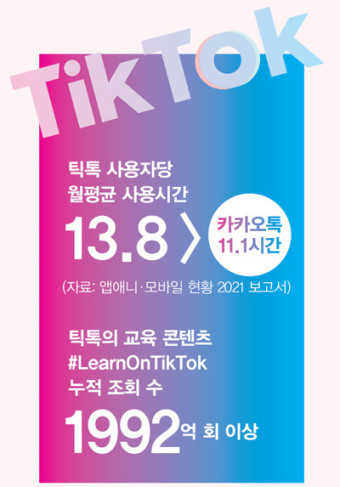 TikTok
틱톡 사용자당
월평균 사용시간
13.8 > 카카오톡
11.1시간
(자료: 앱애니·모바일 현황 2021 보고서)
틱톡의 교육 콘텐츠
#LearnOnTikTok
누적 조회 수
1992억 회 이상